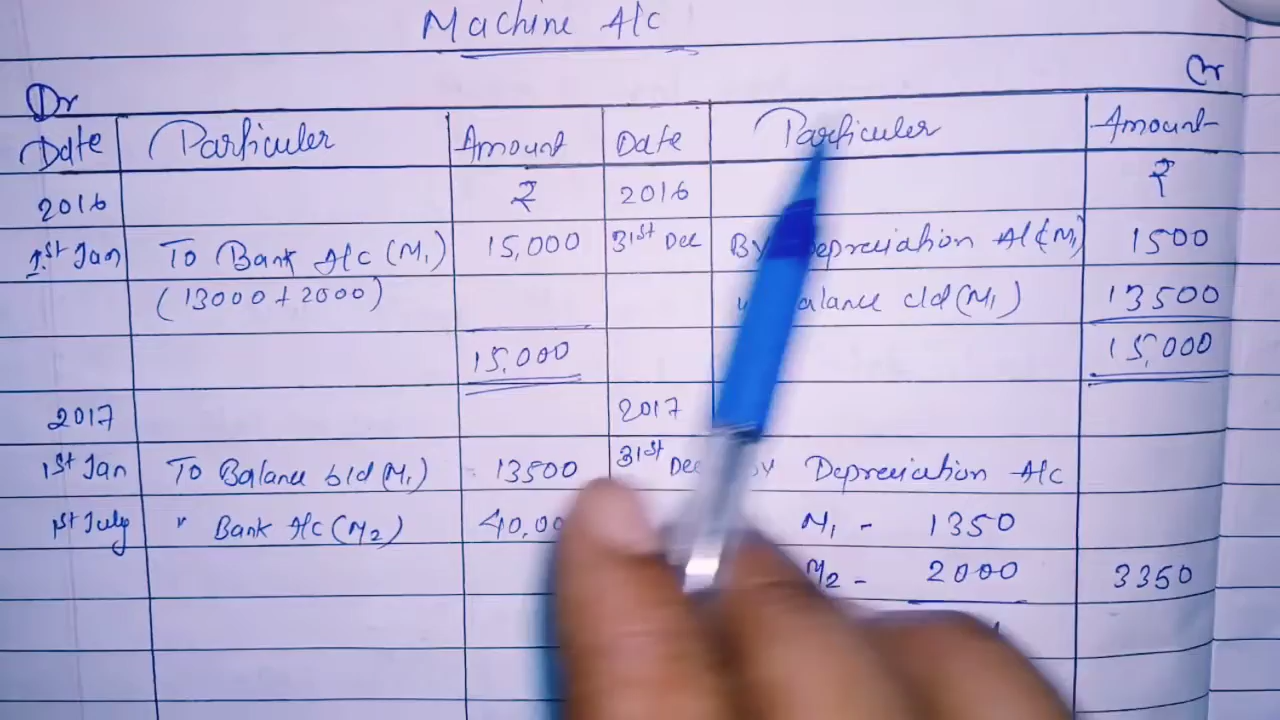 Machine A/c
Dr Cr
Date Particuler Amount Date Particuler Amount
2016 ₹ 2016 ₹
1st Jan To Bank A/c (M1) 15,000 31st Dec By Depreciation A/c (M1) 1500
(13000+2000) Balance c/d (M1) 13500
15,000 15,000
2017 2017
1st Jan To Balance b/d (M1) 13500 31st Dec By Depreciation A/c
1st July " Bank A/c (M2) M1 - 1350
M2 - 2000 3350